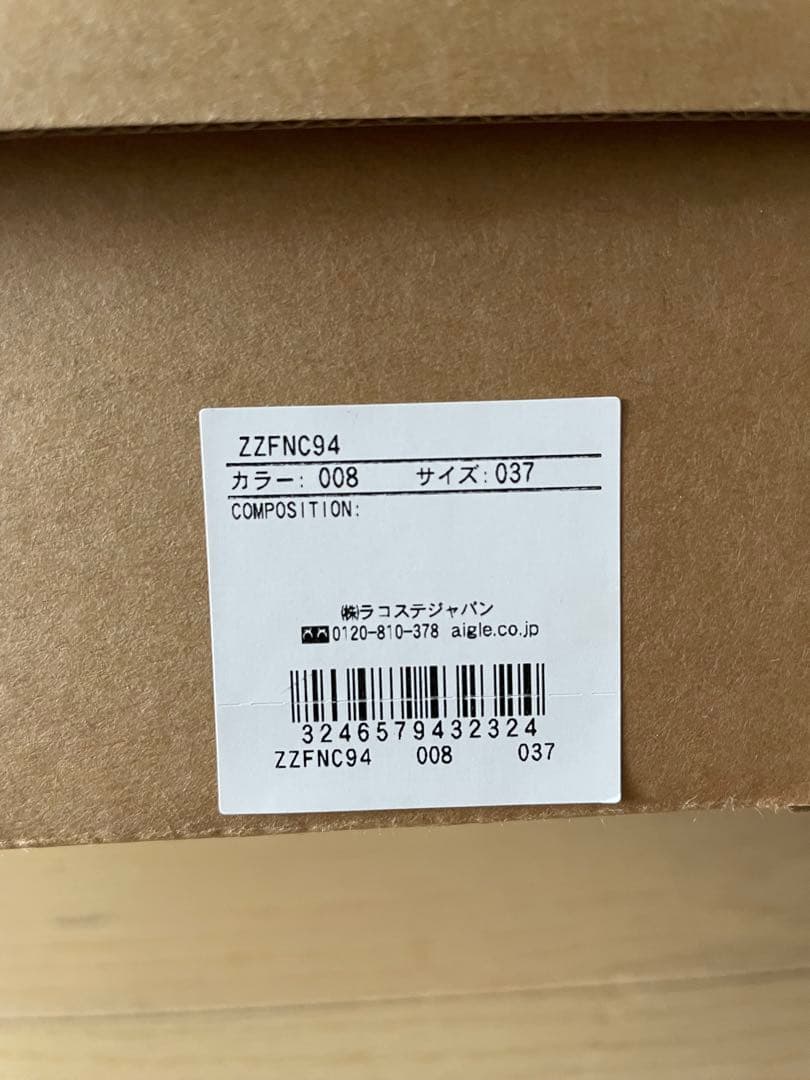 ZZFNC94
カラー: 008 サイズ: 037
COMPOSITION:
㈱ラコステジャパン
0120-810-378 aigle.co.jp
3246579432324
ZZFNC94 008 037